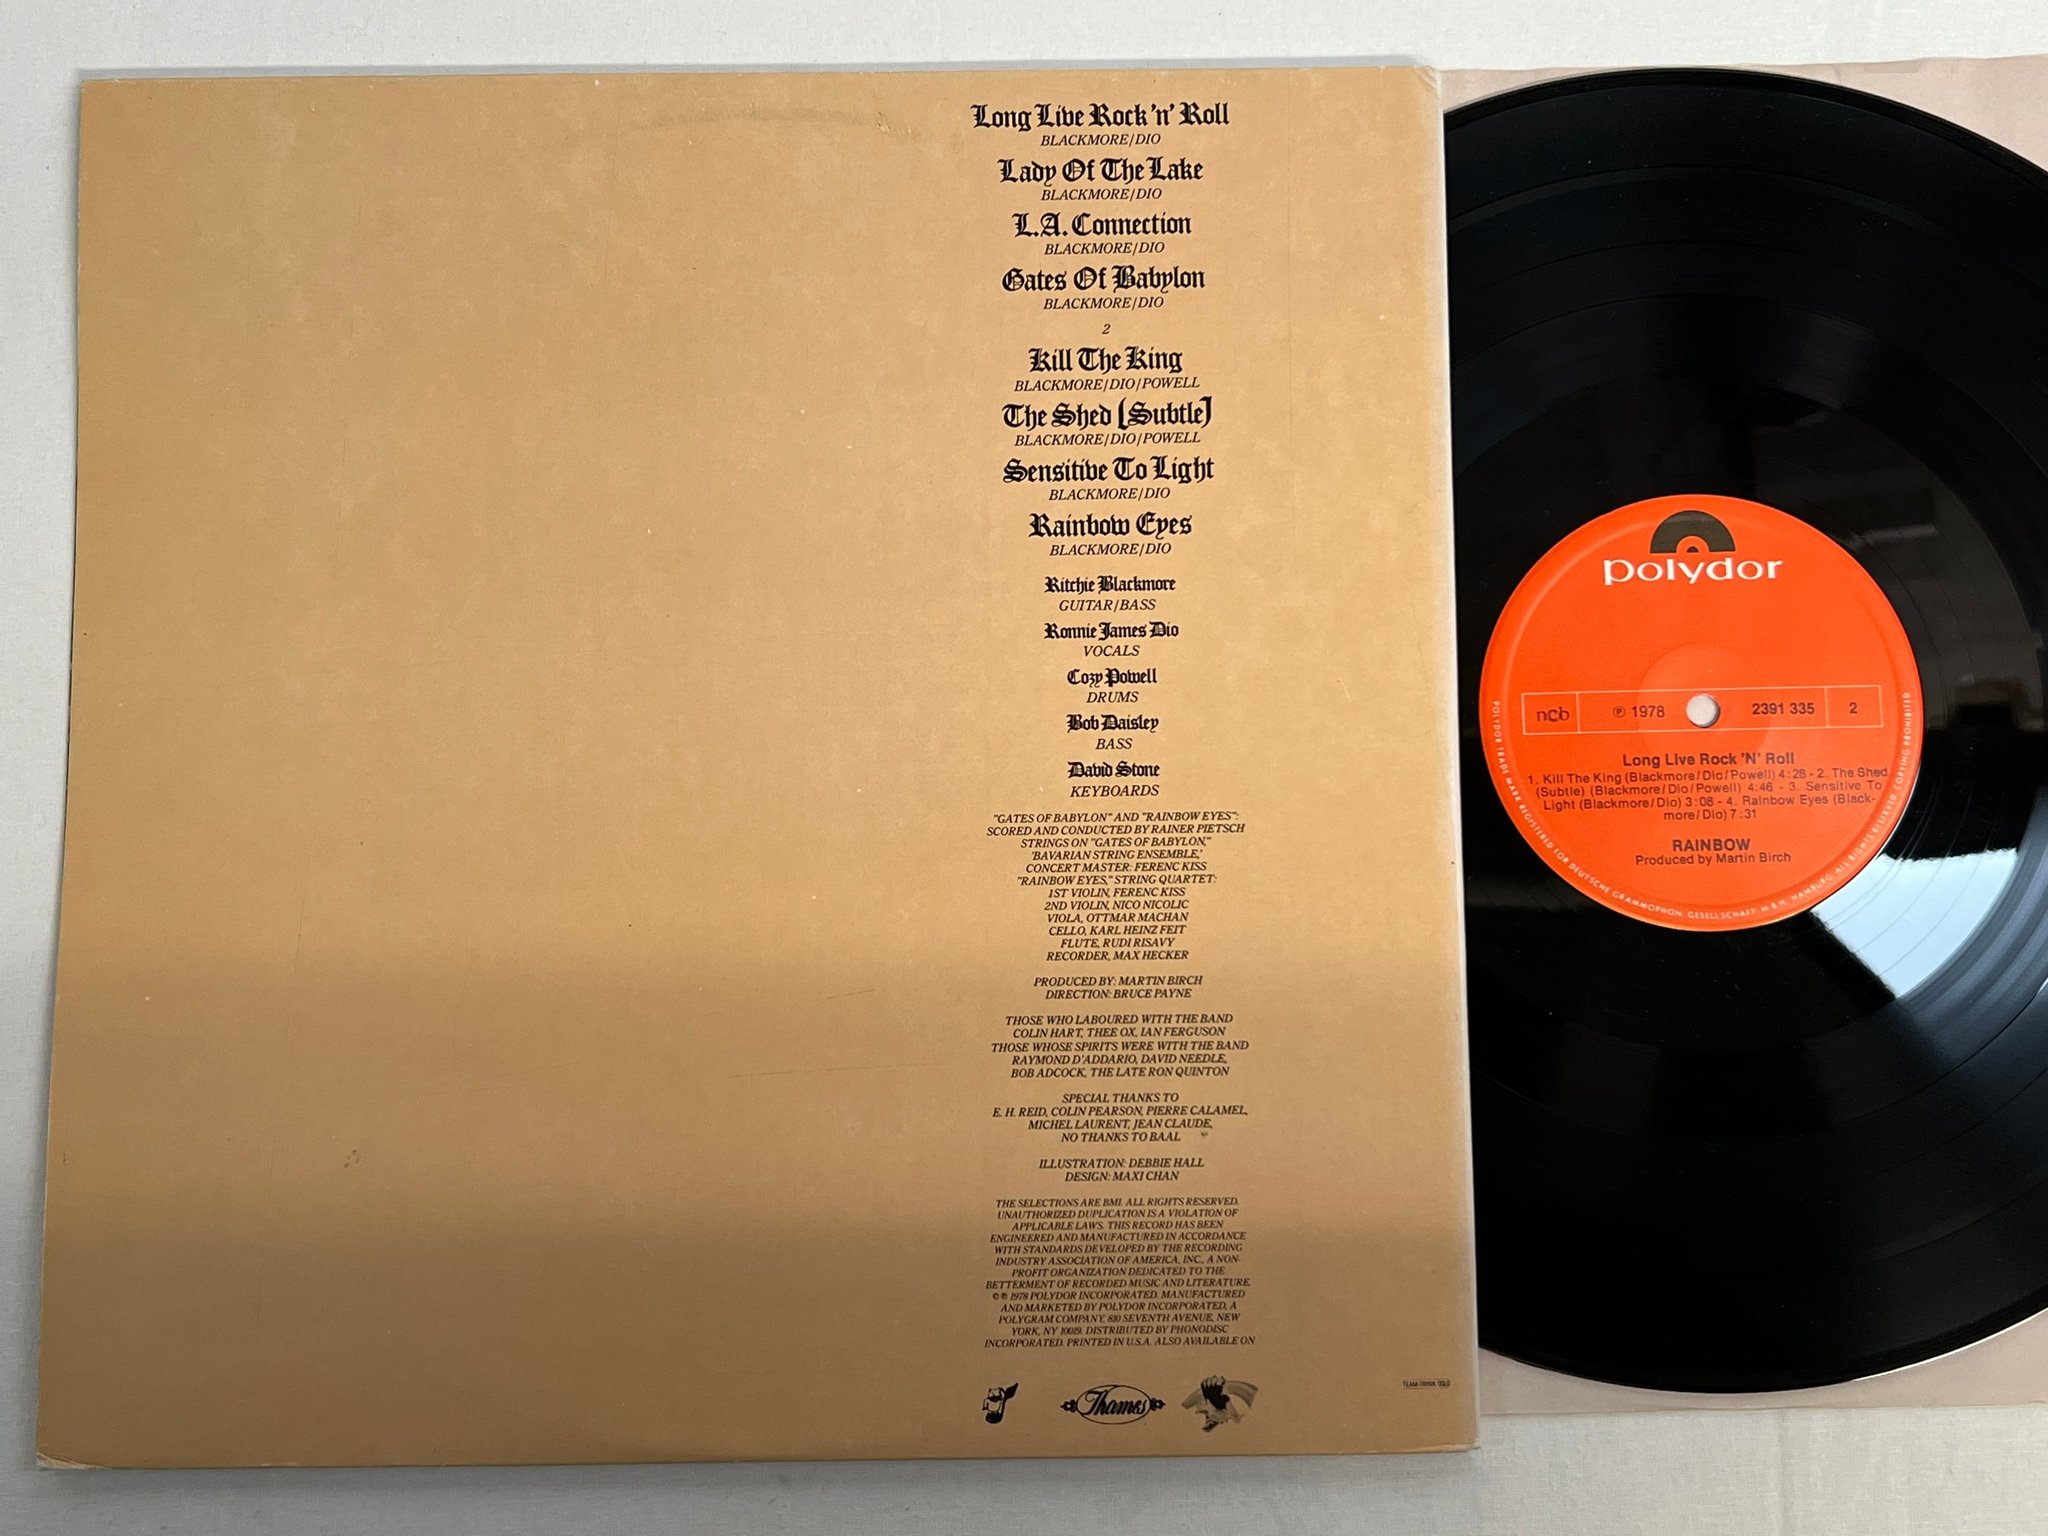 Long Live Rock 'n' Roll
BLACKMORE/DIO
Lady Of The Lake
BLACKMORE/DIO
L.A. Connection
BLACKMORE/DIO
Gates Of Babylon
BLACKMORE/DIO
2
Kill The King
BLACKMORE/DIO/POWELL
The Shed [Subtle]
BLACKMORE/DIO/POWELL
Sensitive To Light
BLACKMORE/DIO
Rainbow Eyes
BLACKMORE/DIO
Ritchie Blackmore
GUITAR/BASS
Ronnie James Dio
VOCALS
Cozy Powell
DRUMS
Bob Daisley
BASS
David Stone
KEYBOARDS
"GATES OF BABYLON" AND "RAINBOW EYES":
SCORED AND CONDUCTED BY RAINER PIETSCH
STRINGS ON "GATES OF BABYLON,"
'BAVARIAN STRING ENSEMBLE,'
CONCERT MASTER: FERENC KISS
"RAINBOW EYES," STRING QUARTET:
1ST VIOLIN, FERENC KISS
2ND VIOLIN, NICO NICOLIC
VIOLA, OTTMAR MACHAN
CELLO, KARL HEINZ FEIT
FLUTE, RUDI RISAVY
RECORDER, MAX HECKER
PRODUCED BY: MARTIN BIRCH
DIRECTION: BRUCE PAYNE
THOSE WHO LABOURED WITH THE BAND
COLIN HART, THEE OX, IAN FERGUSON
THOSE WHOSE SPIRITS WERE WITH THE BAND
RAYMOND D'ADDARIO, DAVID NEEDLE,
BOB ADCOCK, THE LATE RON QUINTON
SPECIAL THANKS TO
E. H. REID, COLIN PEARSON, PIERRE CALAMEL,
MICHEL LAURENT, JEAN CLAUDE,
NO THANKS TO BAAL
ILLUSTRATION: DEBBIE HALL
DESIGN: MAXI CHAN
THE SELECTIONS ARE BMI. ALL RIGHTS RESERVED.
UNAUTHORIZED DUPLICATION IS A VIOLATION OF
APPLICABLE LAWS. THIS RECORD HAS BEEN
ENGINEERED AND MANUFACTURED IN ACCORDANCE
WITH STANDARDS DEVELOPED BY THE RECORDING
INDUSTRY ASSOCIATION OF AMERICA, INC., A NON-
PROFIT ORGANIZATION DEDICATED TO THE
BETTERMENT OF RECORDED MUSIC AND LITERATURE.
© ℗ 1978 POLYDOR INCORPORATED. MANUFACTURED
AND MARKETED BY POLYDOR INCORPORATED, A
POLYGRAM COMPANY, 810 SEVENTH AVENUE, NEW
YORK, NY 10019. DISTRIBUTED BY PHONODISC
INCORPORATED. PRINTED IN U.S.A. ALSO AVAILABLE ON
Thames
polydor
ncb ℗ 1978 2391 335 2
Long Live Rock 'N' Roll
1. Kill The King (Blackmore/Dio/Powell) 4:28 - 2. The Shed
(Subtle) (Blackmore/Dio/Powell) 4:46 - 3. Sensitive To
Light (Blackmore/Dio) 3:08 - 4. Rainbow Eyes (Black-
more/Dio) 7:31
RAINBOW
Produced by Martin Birch
POLYDOR TRADE MARK REGISTERED FOR DEUTSCHE GRAMMOPHON GESELLSCHAFT M.B.H. HAMBURG ALL RIGHTS RESERVED COPYING PROHIBITED